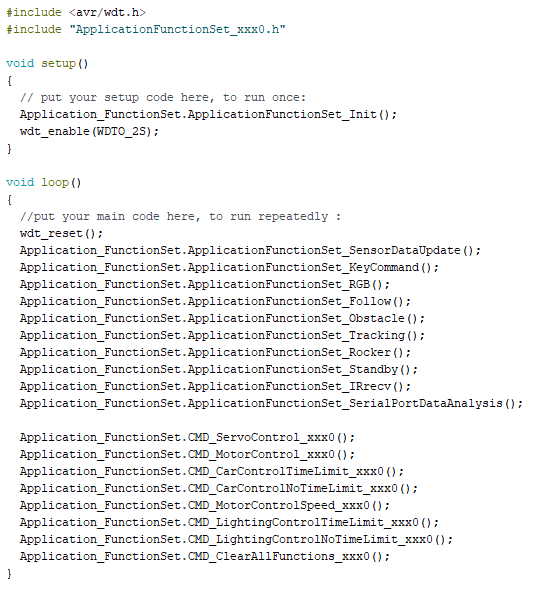 #include <avr/wdt.h>
#include "ApplicationFunctionSet_xxx0.h"

void setup()
{
  // put your setup code here, to run once:
  Application_FunctionSet.ApplicationFunctionSet_Init();
  wdt_enable(WDTO_2S);
}

void loop()
{
  //put your main code here, to run repeatedly :
  wdt_reset();
  Application_FunctionSet.ApplicationFunctionSet_SensorDataUpdate();
  Application_FunctionSet.ApplicationFunctionSet_KeyCommand();
  Application_FunctionSet.ApplicationFunctionSet_RGB();
  Application_FunctionSet.ApplicationFunctionSet_Follow();
  Application_FunctionSet.ApplicationFunctionSet_Obstacle();
  Application_FunctionSet.ApplicationFunctionSet_Tracking();
  Application_FunctionSet.ApplicationFunctionSet_Rocker();
  Application_FunctionSet.ApplicationFunctionSet_Standby();
  Application_FunctionSet.ApplicationFunctionSet_IRrecv();
  Application_FunctionSet.ApplicationFunctionSet_SerialPortDataAnalysis();

  Application_FunctionSet.CMD_ServoControl_xxx0();
  Application_FunctionSet.CMD_MotorControl_xxx0();
  Application_FunctionSet.CMD_CarControlTimeLimit_xxx0();
  Application_FunctionSet.CMD_CarControlNoTimeLimit_xxx0();
  Application_FunctionSet.CMD_MotorControlSpeed_xxx0();
  Application_FunctionSet.CMD_LightingControlTimeLimit_xxx0();
  Application_FunctionSet.CMD_LightingControlNoTimeLimit_xxx0();
  Application_FunctionSet.CMD_ClearAllFunctions_xxx0();
}